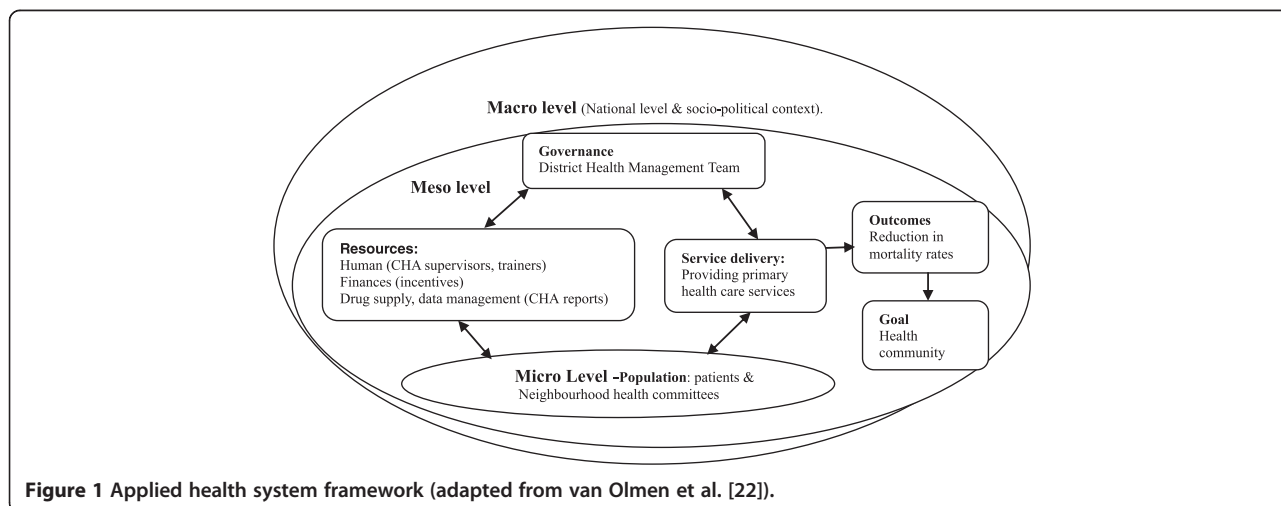 Macro level (National level & socio-political context).
Governance
District Health Management Team
Meso level
Resources:
Human (CHA supervisors, trainers)
Finances (incentives)
Drug supply, data management (CHA reports)
Service delivery:
Providing primary
health care services
Outcomes
Reduction in
mortality rates
Goal
Health
community
Micro Level -Population: patients &
Neighbourhood health committees
Figure 1 Applied health system framework (adapted from van Olmen et al. [22]).